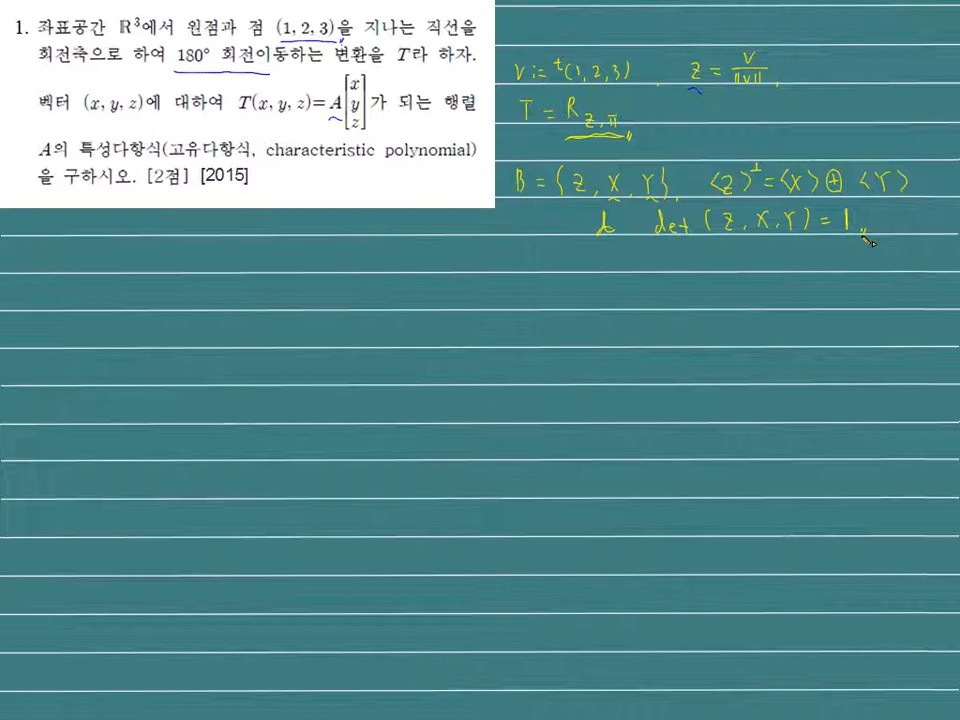 1. 좌표공간 ℝ³에서 원점과 점 (1, 2, 3)을 지나는 직선을
회전축으로 하여 180° 회전이동하는 변환을 T라 하자.
벡터 (x, y, z)에 대하여 T(x, y, z)=A[x y z]가 되는 행렬
A의 특성다항식(고유다항식, characteristic polynomial)
을 구하시오. [2점] [2015]
V := ᵗ(1, 2, 3) , Z = V/‖V‖ ,
T = R_{Z, π} ,,
B = {Z, X, Y}, ⟨Z⟩^⊥ = ⟨X⟩ ⊕ ⟨Y⟩
& det (Z, X, Y) = 1 ,,